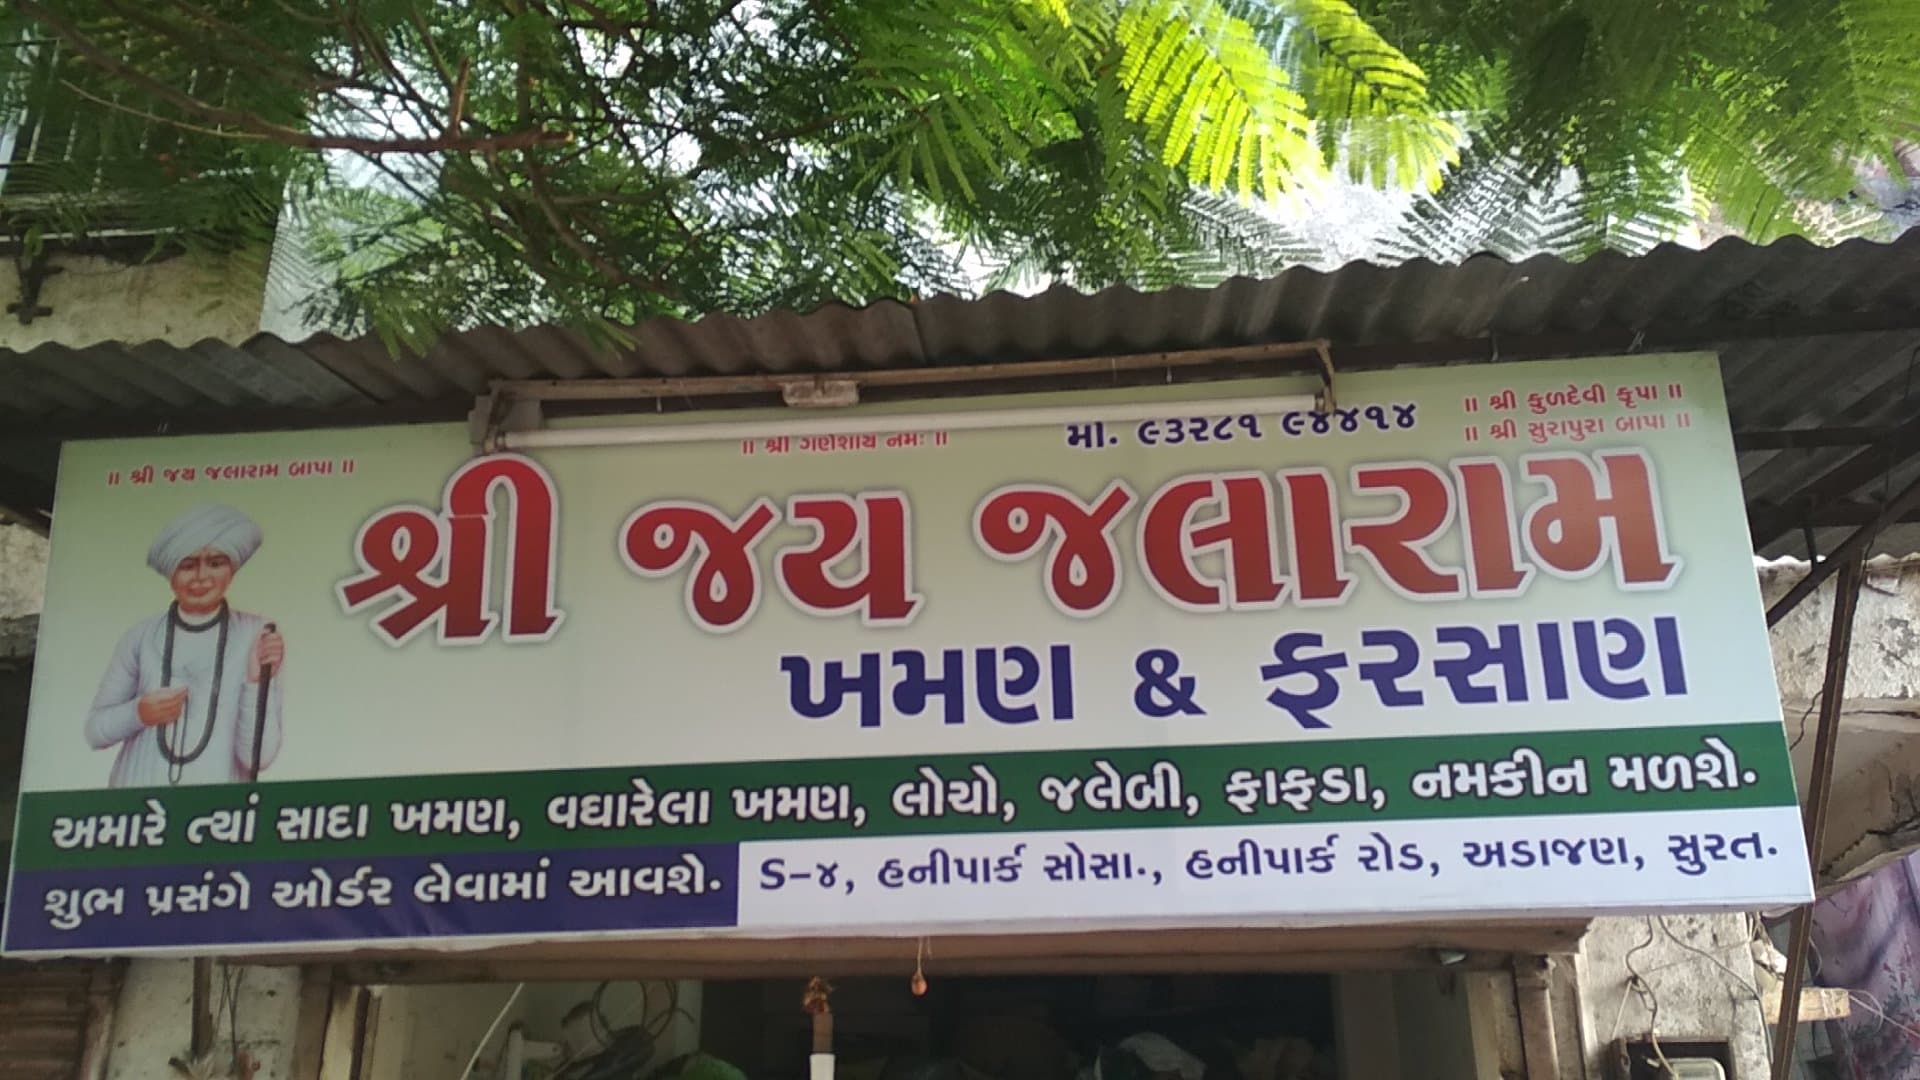 ॥ શ્રી કુળદેવી કૃપા ॥
॥ શ્રી જય જલારામ બાપા ॥ ॥ શ્રી ગણેશાય નમઃ ॥ મો. ૯૩૨૮૧ ૯૪૪૧૪ ॥ શ્રી સુરાપુરા બાપા ॥
શ્રી જય જલારામ
ખમણ & ફરસાણ
અમારે ત્યાં સાદા ખમણ, વઘારેલા ખમણ, લોચો, જલેબી, ફાફડા, નમકીન મળશે.
શુભ પ્રસંગે ઓર્ડર લેવામાં આવશે. S-૪, હનીપાર્ક સોસા., હનીપાર્ક રોડ, અડાજણ, સુરત.